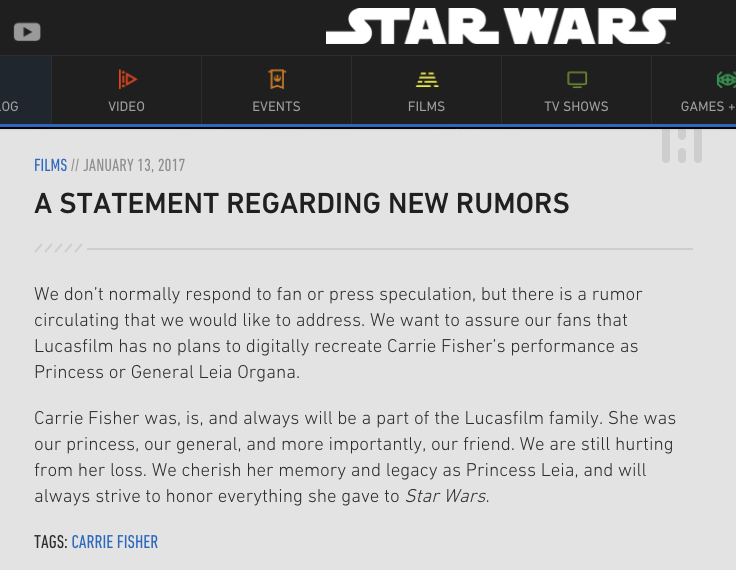 STAR WARS
LOG
VIDEO
EVENTS
FILMS
TV SHOWS
GAMES +
FILMS // JANUARY 13, 2017
A STATEMENT REGARDING NEW RUMORS
We don't normally respond to fan or press speculation, but there is a rumor
circulating that we would like to address. We want to assure our fans that
Lucasfilm has no plans to digitally recreate Carrie Fisher's performance as
Princess or General Leia Organa.
Carrie Fisher was, is, and always will be a part of the Lucasfilm family. She was
our princess, our general, and more importantly, our friend. We are still hurting
from her loss. We cherish her memory and legacy as Princess Leia, and will
always strive to honor everything she gave to Star Wars.
TAGS: CARRIE FISHER